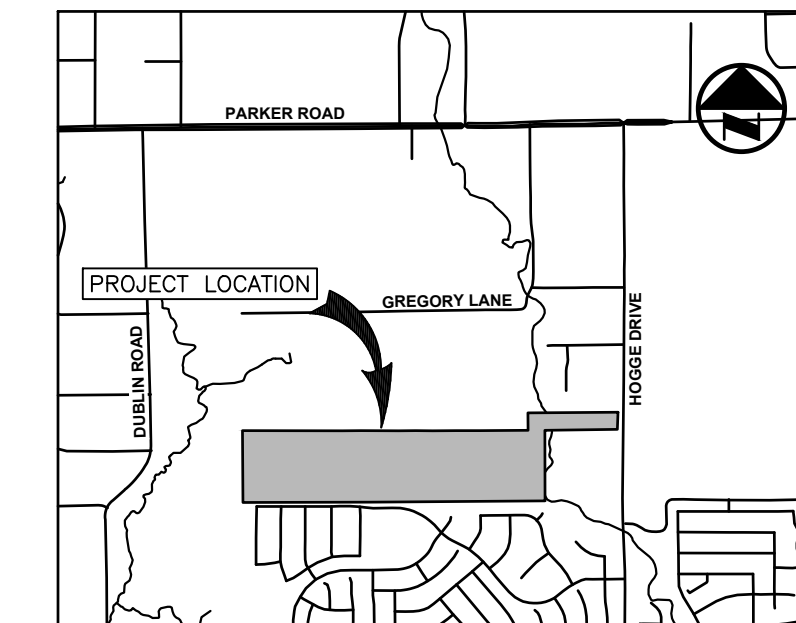 PARKER ROAD
PROJECT LOCATION
GREGORY LANE
HOGGE DRIVE
DUBLIN ROAD
N